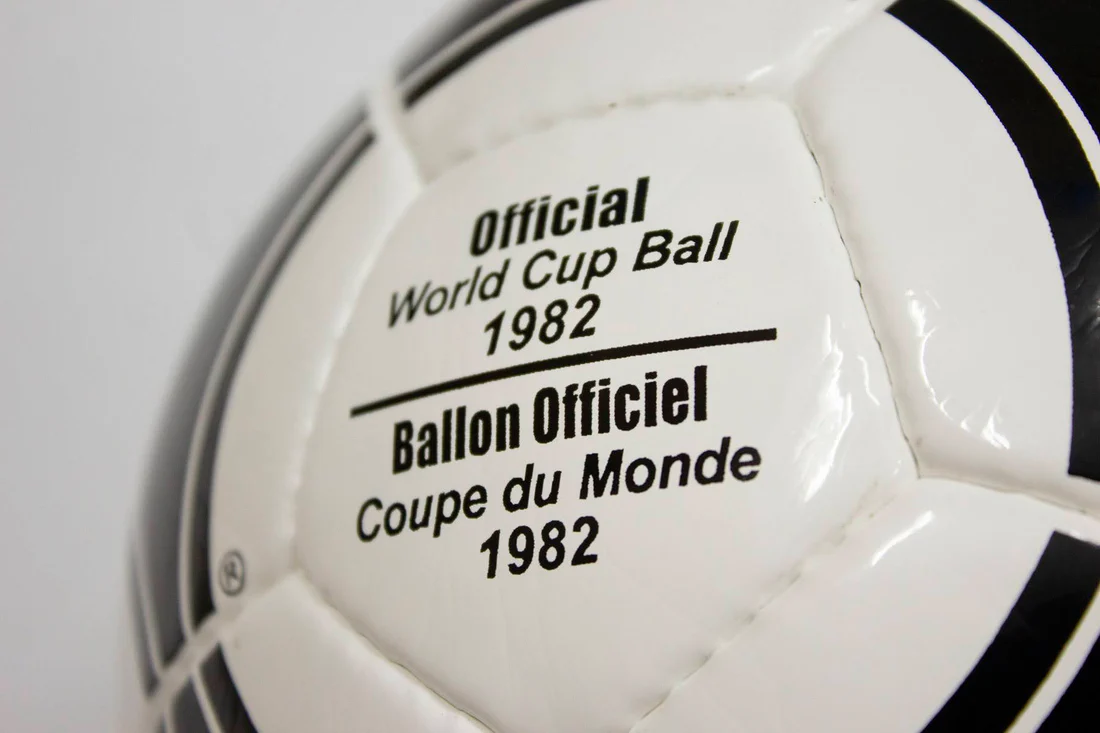 Official
World Cup Ball
1982
Ballon Officiel
Coupe du Monde
1982
®